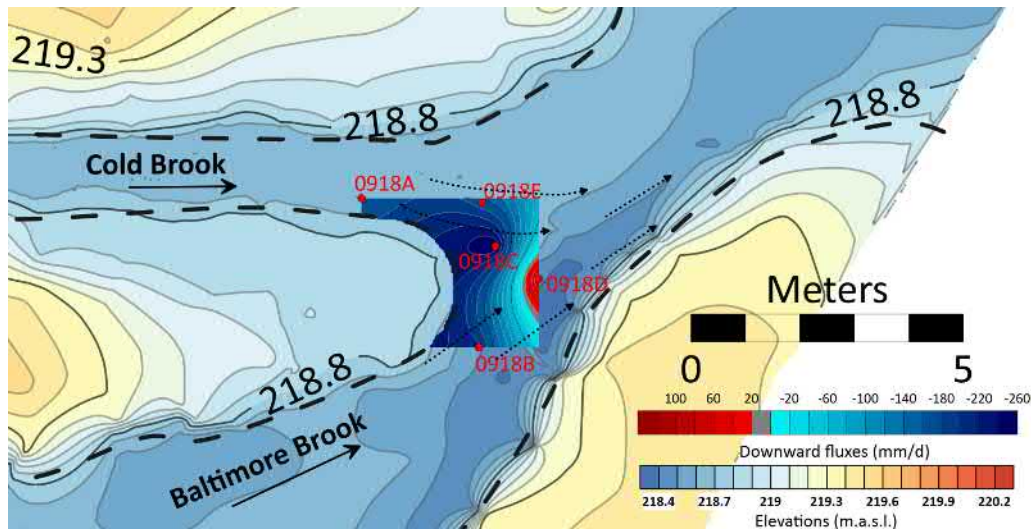 219.3
218.8
218.8
Cold Brook
0918A
0918E
0918C
0918D
Meters
0918B
218.8
0 5
Baltimore Brook
100 60 20 -20 -60 -100 -140 -180 -220 -260
Downward fluxes (mm/d)
218.4 218.7 219 219.3 219.6 219.9 220.2
Elevations (m.a.s.l.)